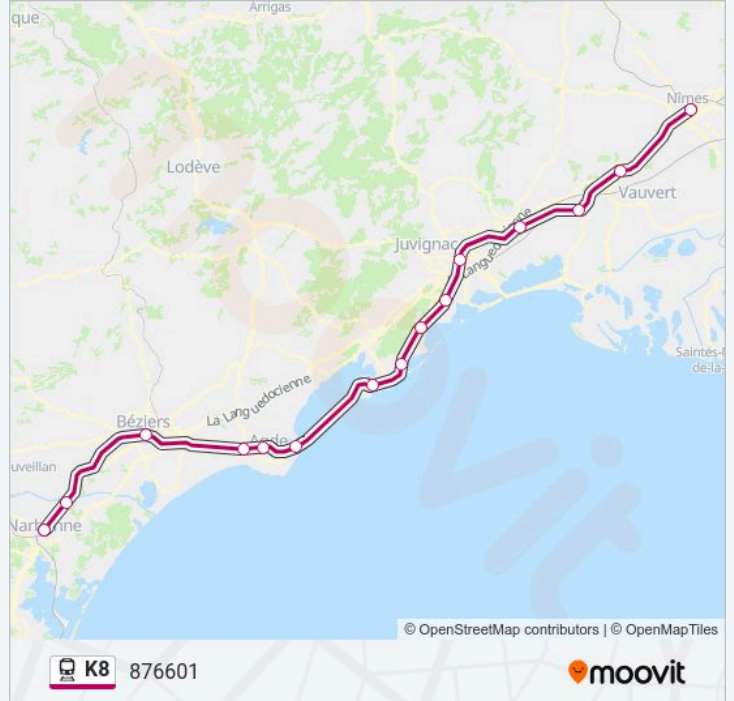 que
Arrigas
Nîmes
Lodève
Vauvert
Juvignac
Languedocienne
Saintes-
de-la-
La Languedocienne
Béziers
Agde
uveillan
Narbonne
© OpenStreetMap contributors | © OpenMapTiles
K8 876601
moovit